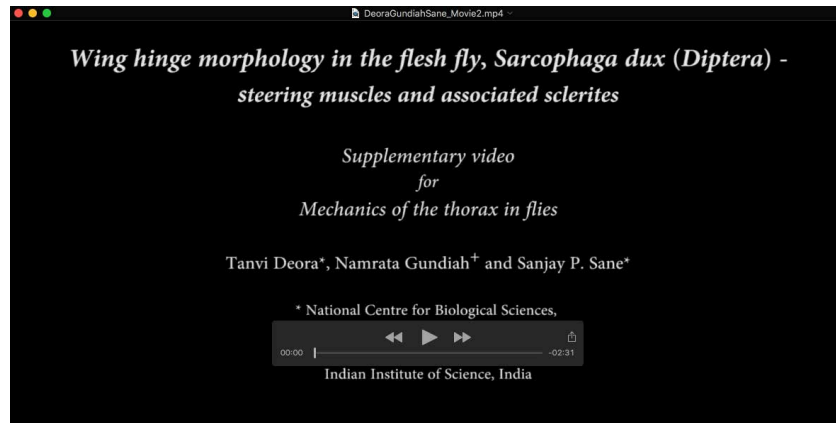 DeoraGundiahSane_Movie2.mp4
Wing hinge morphology in the flesh fly, Sarcophaga dux (Diptera) -
steering muscles and associated sclerites
Supplementary video
for
Mechanics of the thorax in flies
Tanvi Deora*, Namrata Gundiah+ and Sanjay P. Sane*
* National Centre for Biological Sciences,
00:00 -02:31
Indian Institute of Science, India